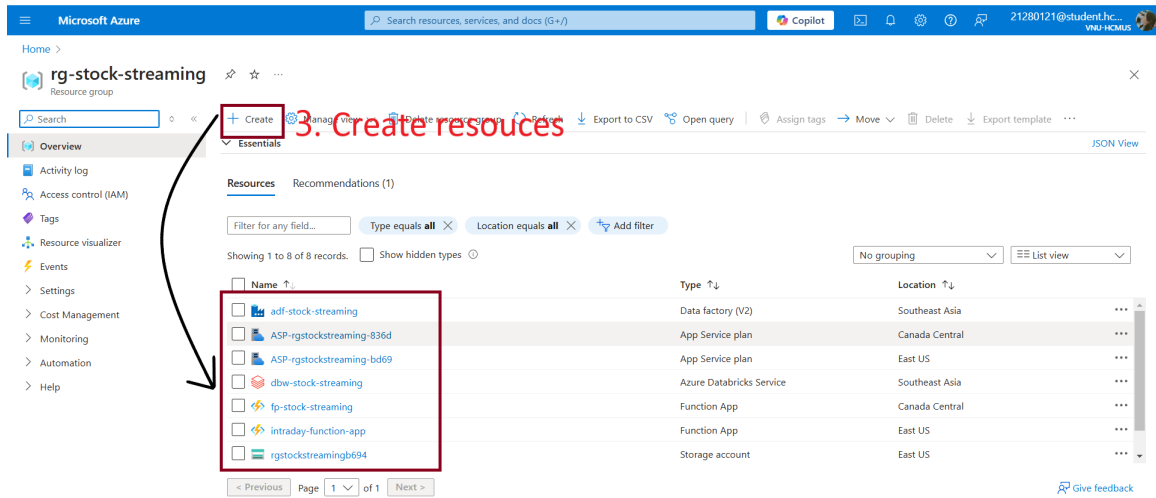 Microsoft Azure
Search resources, services, and docs (G+/)
Copilot
21280121@student.hc...
VNU-HCMUS
Home >
rg-stock-streaming
Resource group
Search
Overview
Activity log
Access control (IAM)
Tags
Resource visualizer
Events
Settings
Cost Management
Monitoring
Automation
Help
+ Create Manage view Delete resource group Refresh Export to CSV Open query Assign tags Move Delete Export template ...
3. Create resouces
Essentials
JSON View
Resources Recommendations (1)
Filter for any field... Type equals all Location equals all Add filter
Showing 1 to 8 of 8 records. Show hidden types No grouping List view
Name Type Location
adf-stock-streaming Data factory (V2) Southeast Asia
ASP-rgstockstreaming-836d App Service plan Canada Central
ASP-rgstockstreaming-bd69 App Service plan East US
dbw-stock-streaming Azure Databricks Service Southeast Asia
fp-stock-streaming Function App Canada Central
intraday-function-app Function App East US
rgstockstreamingb694 Storage account East US
< Previous Page 1 of 1 Next >
Give feedback